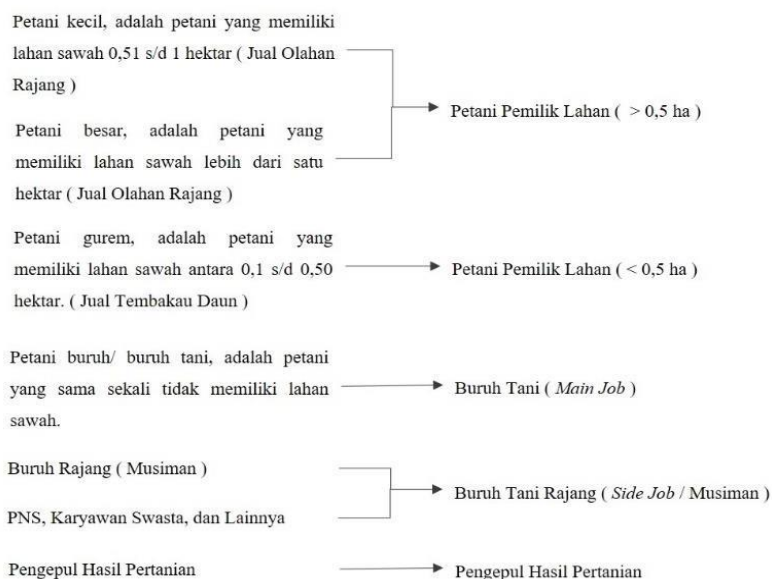 Petani kecil, adalah petani yang memiliki
lahan sawah 0,51 s/d 1 hektar ( Jual Olahan
Rajang )
Petani besar, adalah petani yang
memiliki lahan sawah lebih dari satu
hektar ( Jual Olahan Rajang )
Petani Pemilik Lahan ( > 0,5 ha )
Petani gurem, adalah petani yang
memiliki lahan sawah antara 0,1 s/d 0,50
hektar. ( Jual Tembakau Daun )
Petani Pemilik Lahan ( < 0,5 ha )
Petani buruh/ buruh tani, adalah petani
yang sama sekali tidak memiliki lahan
sawah.
Buruh Tani ( Main Job )
Buruh Rajang ( Musiman )
PNS, Karyawan Swasta, dan Lainnya
Buruh Tani Rajang ( Side Job / Musiman )
Pengepul Hasil Pertanian
Pengepul Hasil Pertanian